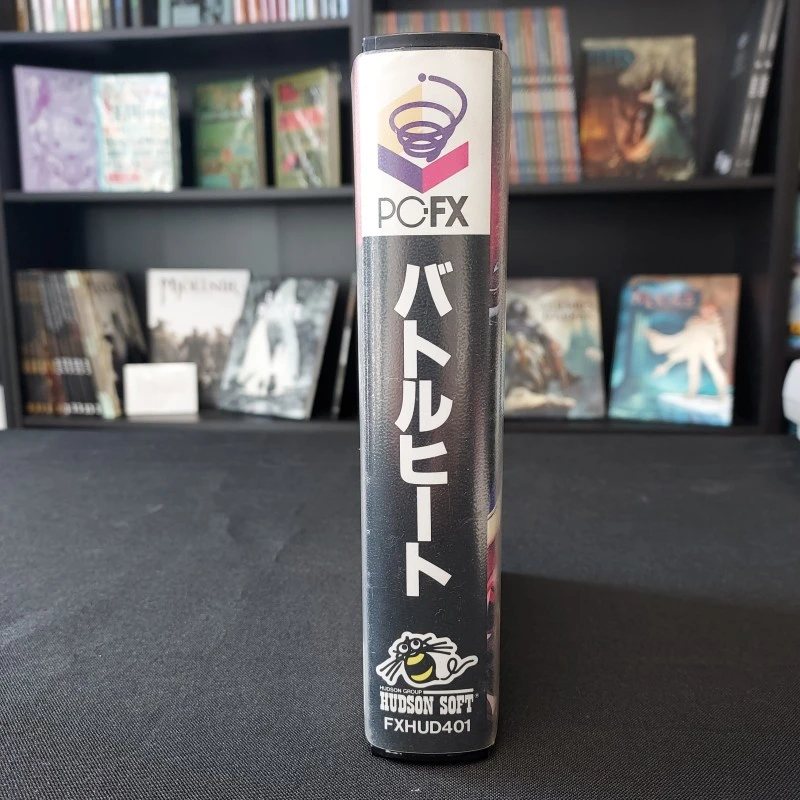 PC-FX
バトルヒート
HUDSON GROUP
HUDSON SOFT®
FXHUD401